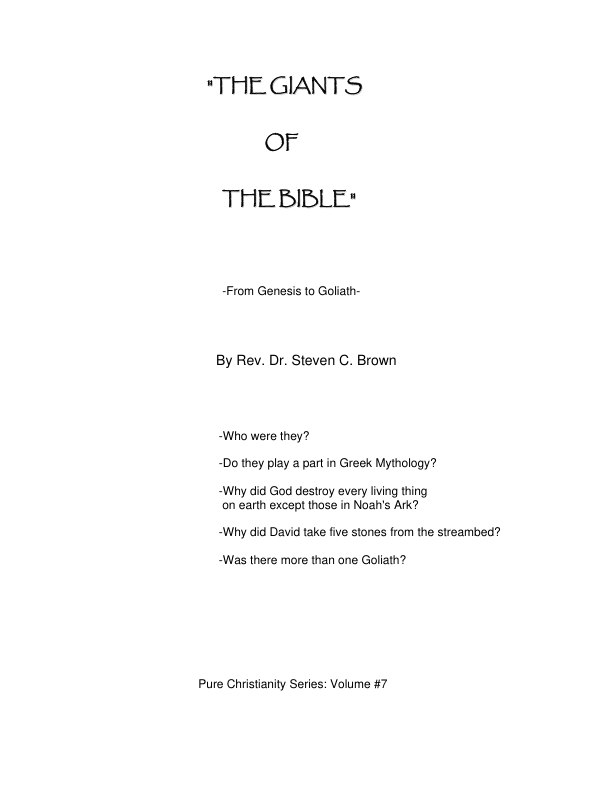 "THE GIANTS
OF
THE BIBLE"
-From Genesis to Goliath-
By Rev. Dr. Steven C. Brown
-Who were they?
-Do they play a part in Greek Mythology?
-Why did God destroy every living thing
on earth except those in Noah's Ark?
-Why did David take five stones from the streambed?
-Was there more than one Goliath?
Pure Christianity Series: Volume #7